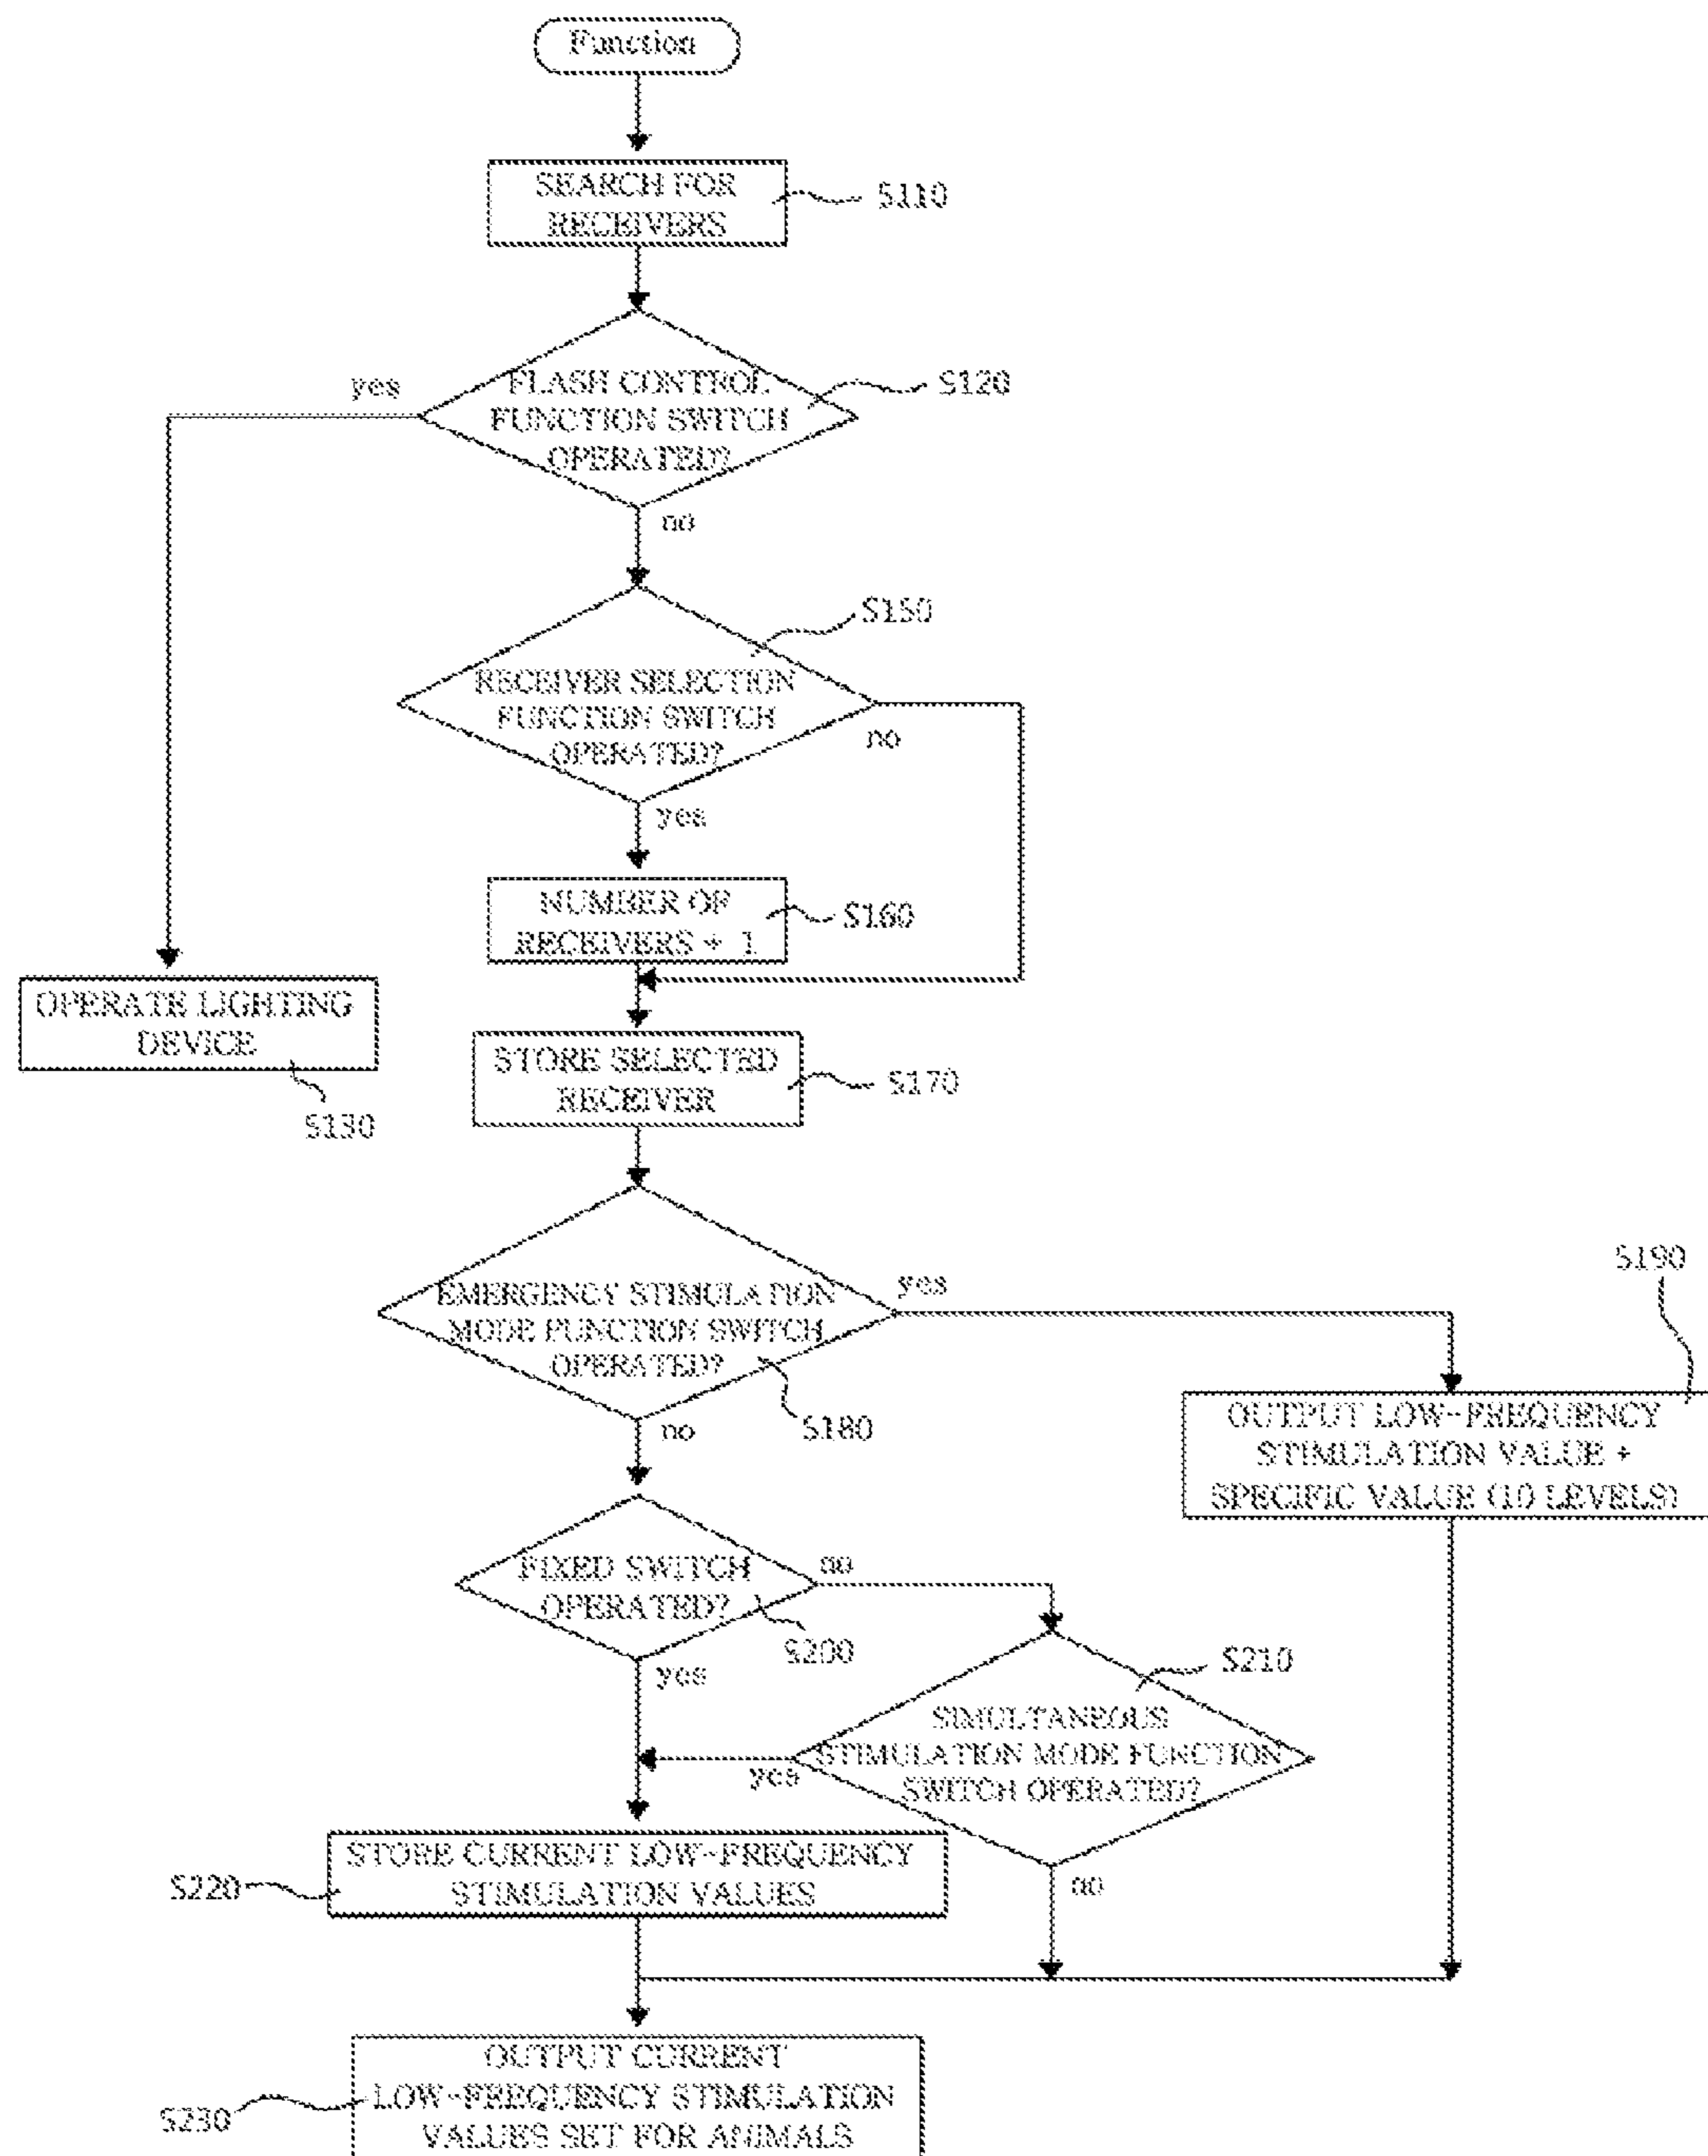 Function
SEARCH FOR
RECEIVERS
S110
FLASH CONTROL
FUNCTION SWITCH
OPERATED?
S120
yes
no
S150
RECEIVER SELECTION
FUNCTION SWITCH
OPERATED?
no
yes
NUMBER OF
RECEIVERS + 1
S160
OPERATE LIGHTING
DEVICE
S130
STORE SELECTED
RECEIVER
S170
EMERGENCY STIMULATION
MODE FUNCTION SWITCH
OPERATED?
yes
S180
no
S190
OUTPUT LOW-FREQUENCY
STIMULATION VALUE +
SPECIFIC VALUE (10 LEVELS)
FIXED SWITCH
OPERATED?
no
S200
yes
S210
SIMULTANEOUS
STIMULATION MODE FUNCTION
SWITCH OPERATED?
yes
no
STORE CURRENT LOW-FREQUENCY
STIMULATION VALUES
S220
OUTPUT CURRENT
LOW-FREQUENCY STIMULATION
VALUES SET FOR ANIMALS
S230